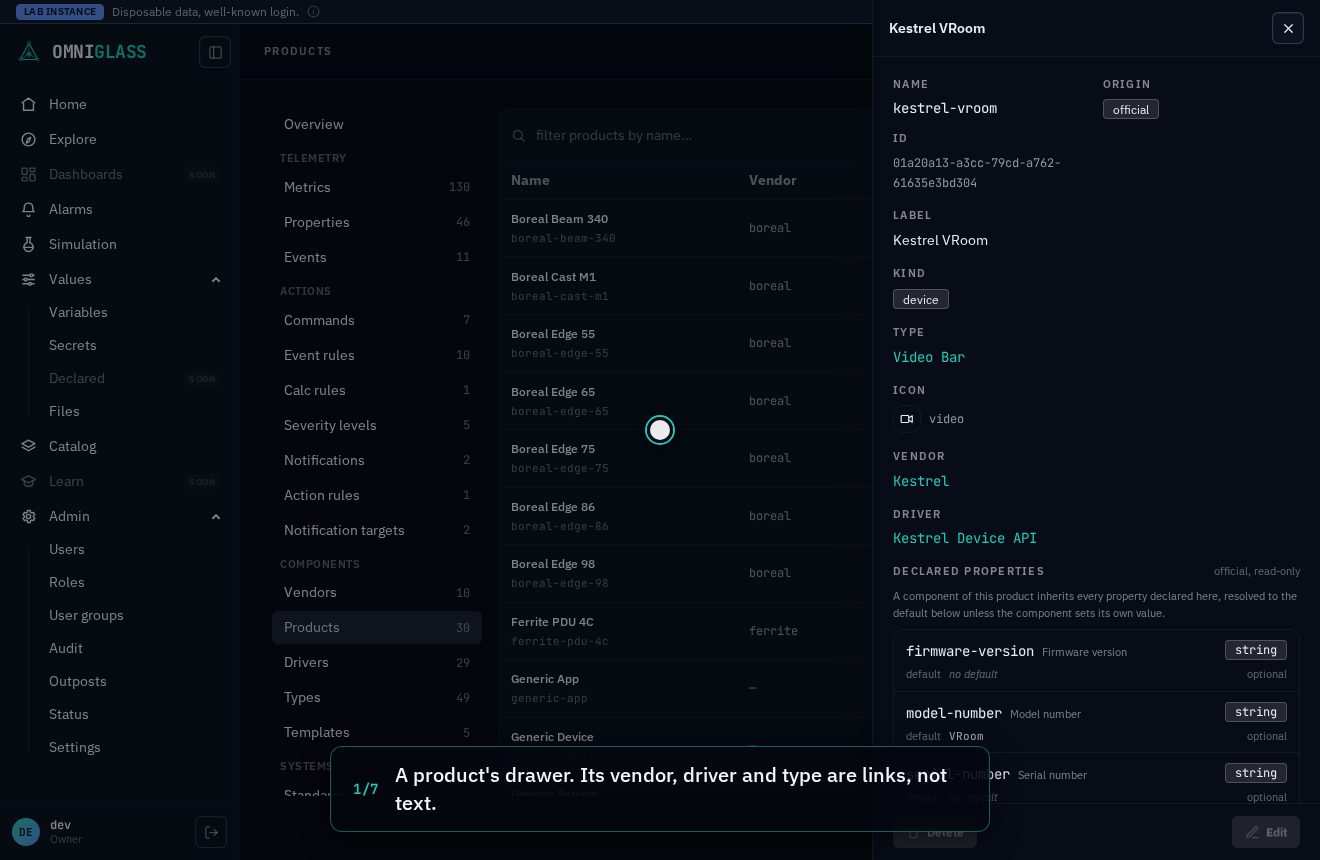 LAB INSTANCE Disposable data, well-known login.
OMNIGLASS
Home
Explore
Dashboards SOON
Alarms
Simulation
Values
Variables
Secrets
Declared SOON
Files
Catalog
Learn SOON
Admin
Users
Roles
User groups
Audit
Outposts
Status
Settings
DE dev
Owner
PRODUCTS
Overview
TELEMETRY
Metrics 130
Properties 46
Events 11
ACTIONS
Commands 7
Event rules 10
Calc rules 1
Severity levels 5
Notifications 2
Action rules 1
Notification targets 2
COMPONENTS
Vendors 10
Products 30
Drivers 29
Types 49
Templates 5
SYSTEMS
Standards
filter products by name...
Name Vendor
Boreal Beam 340
boreal-beam-340 boreal
Boreal Cast M1
boreal-cast-m1 boreal
Boreal Edge 55
boreal-edge-55 boreal
Boreal Edge 65
boreal-edge-65 boreal
Boreal Edge 75
boreal-edge-75 boreal
Boreal Edge 86
boreal-edge-86 boreal
Boreal Edge 98
boreal-edge-98 boreal
Ferrite PDU 4C
ferrite-pdu-4c ferrite
Generic App
generic-app —
Generic Device
Generic Service
Kestrel VRoom
NAME ORIGIN
kestrel-vroom official
ID
01a20a13-a3cc-79cd-a762-
61635e3bd304
LABEL
Kestrel VRoom
KIND
device
TYPE
Video Bar
ICON
video
VENDOR
Kestrel
DRIVER
Kestrel Device API
DECLARED PROPERTIES official, read-only
A component of this product inherits every property declared here, resolved to the
default below unless the component sets its own value.
firmware-version Firmware version string
default no default optional
model-number Model number string
default VRoom optional
serial-number Serial number string
default no default optional
Delete Edit
1/7 A product's drawer. Its vendor, driver and type are links, not
text.